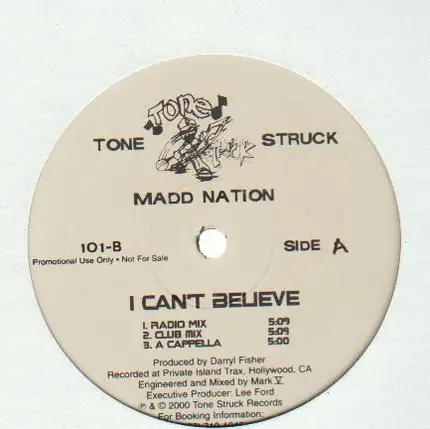 Tone
TONE STRUCK
MADD NATION
101-B SIDE A
Promotional Use Only • Not For Sale
I CAN'T BELIEVE
1. RADIO MIX 5:09
2. CLUB MIX 5:09
3. A CAPPELLA 5:00
Produced by Darryl Fisher
Recorded at Private Island Trax, Hollywood, CA
Engineered and Mixed by Mark V.
Executive Producer: Lee Ford
℗ & © 2000 Tone Struck Records
For Booking Information: